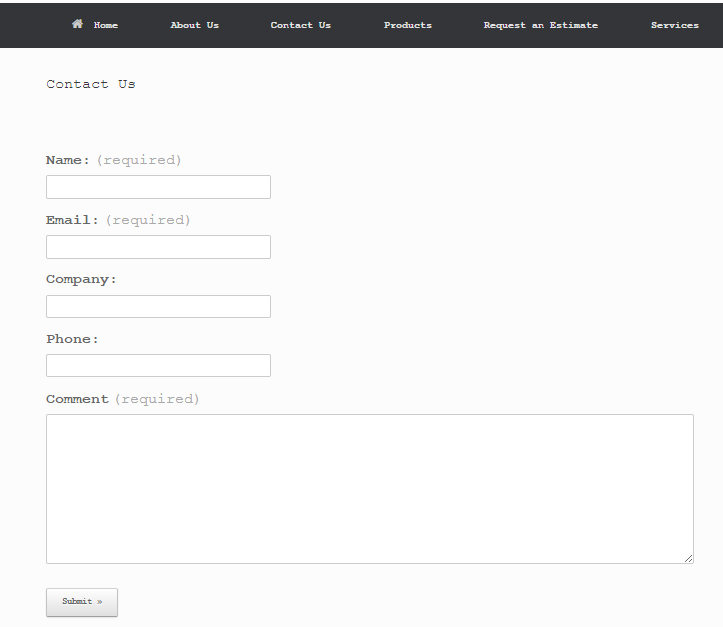 Home About Us Contact Us Products Request an Estimate Services
Contact Us
Name: (required)
Email: (required)
Company:
Phone:
Comment (required)
Submit »